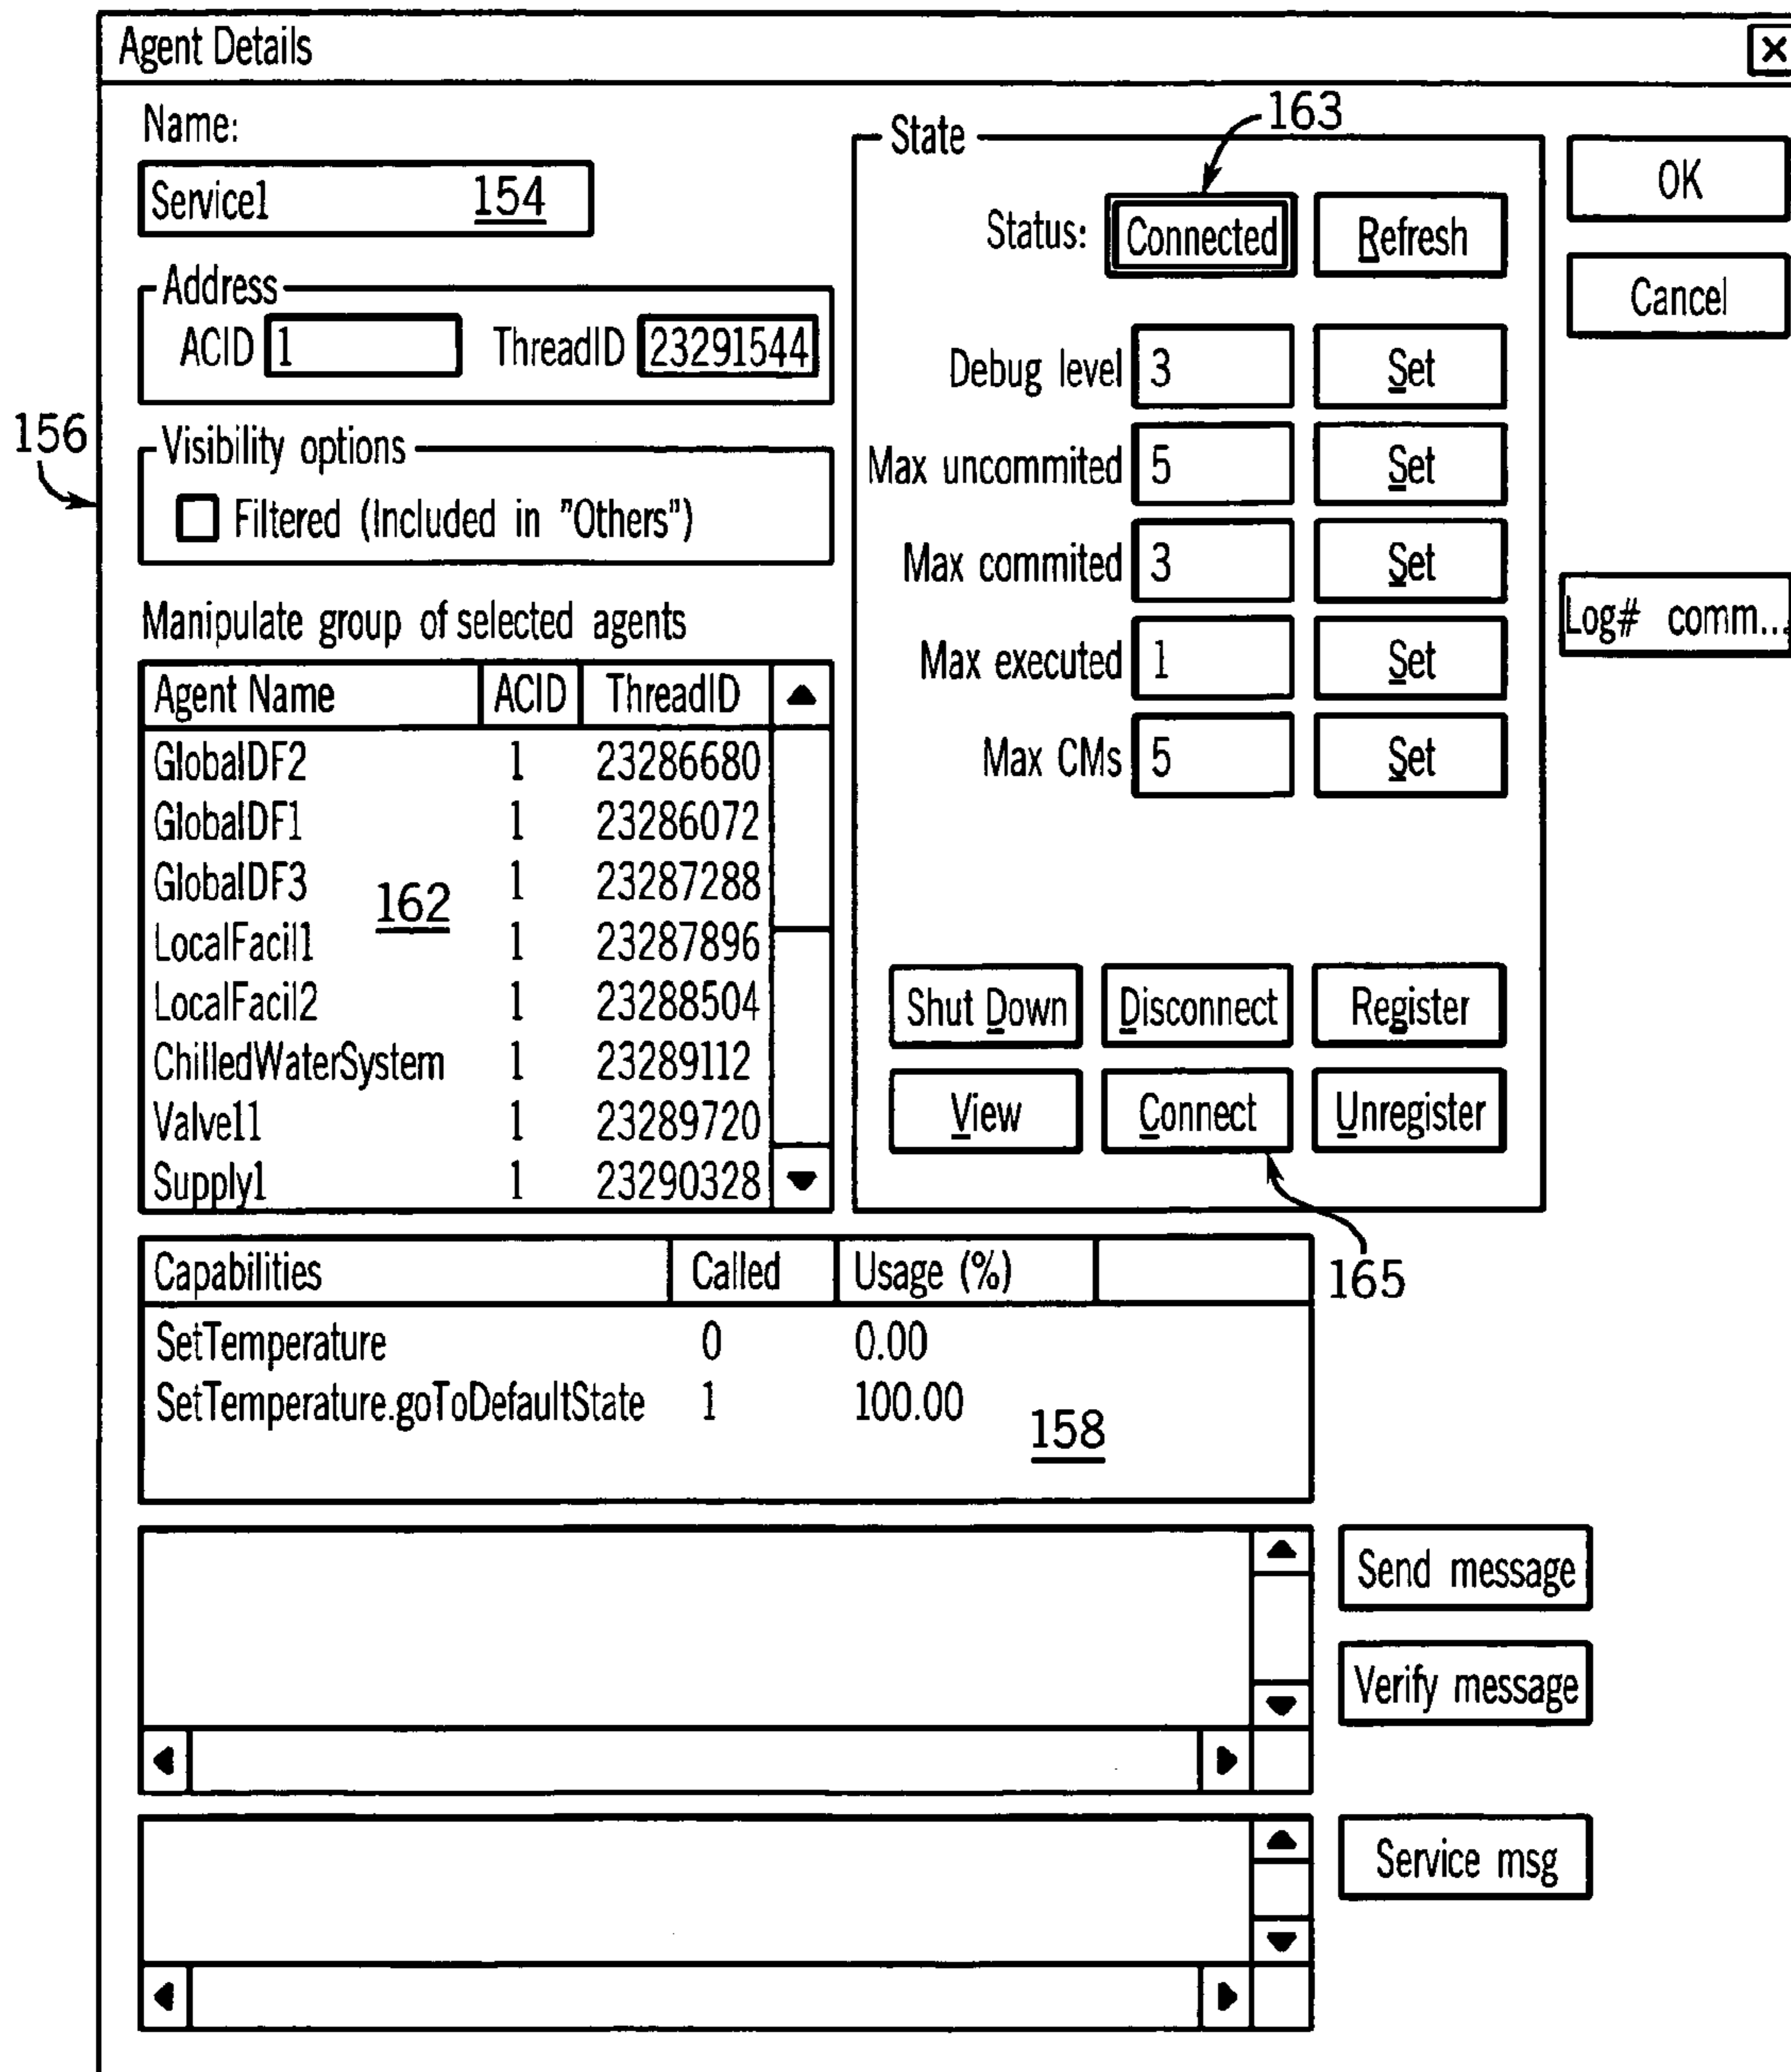 Agent Details
Name:
Service1 154
Address
ACID 1 ThreadID 23291544
156
Visibility options
Filtered (Included in "Others")
Manipulate group of selected agents
Agent Name ACID ThreadID
GlobalDF2 1 23286680
GlobalDF1 1 23286072
GlobalDF3 1 23287288
162
LocalFacil1 1 23287896
LocalFacil2 1 23288504
ChilledWaterSystem 1 23289112
Valve11 1 23289720
Supply1 1 23290328
State
163
Status: Connected Refresh
Debug level 3 Set
Max uncommited 5 Set
Max commited 3 Set
Max executed 1 Set
Max CMs 5 Set
Shut Down Disconnect Register
View Connect Unregister
165
OK
Cancel
Log# comm...
Capabilities Called Usage (%)
SetTemperature 0 0.00
SetTemperature.goToDefaultState 1 100.00
158
Send message
Verify message
Service msg